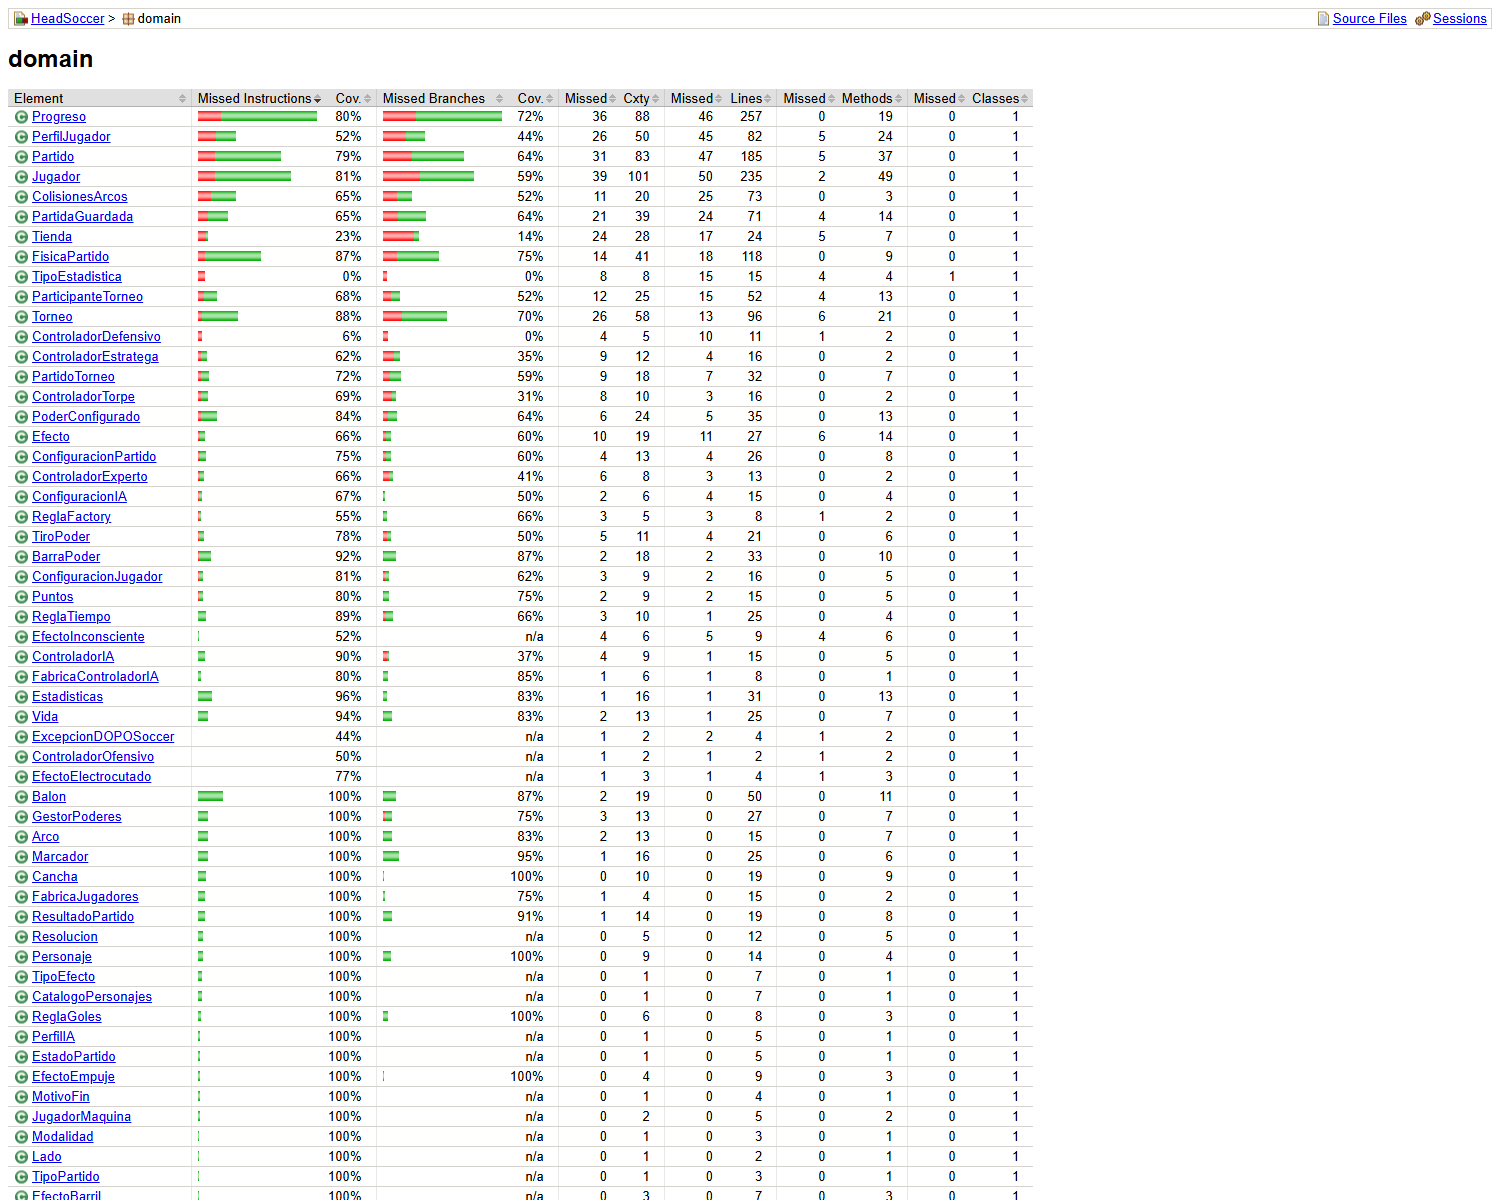 HeadSoccer > domain Source Files Sessions
domain
Element Missed Instructions Cov. Missed Branches Cov. Missed Cxty Missed Lines Missed Methods Missed Classes
Progreso 80% 72% 36 88 46 257 0 19 0 1
PerfilJugador 52% 44% 26 50 45 82 5 24 0 1
Partido 79% 64% 31 83 47 185 5 37 0 1
Jugador 81% 59% 39 101 50 235 2 49 0 1
ColisionesArcos 65% 52% 11 20 25 73 0 3 0 1
PartidaGuardada 65% 64% 21 39 24 71 4 14 0 1
Tienda 23% 14% 24 28 17 24 5 7 0 1
FisicaPartido 87% 75% 14 41 18 118 0 9 0 1
TipoEstadistica 0% 0% 8 8 15 15 4 4 1 1
ParticipanteTorneo 68% 52% 12 25 15 52 4 13 0 1
Torneo 88% 70% 26 58 13 96 6 21 0 1
ControladorDefensivo 6% 0% 4 5 10 11 1 2 0 1
ControladorEstratega 62% 35% 9 12 4 16 0 2 0 1
PartidoTorneo 72% 59% 9 18 7 32 0 7 0 1
ControladorTorpe 69% 31% 8 10 3 16 0 2 0 1
PoderConfigurado 84% 64% 6 24 5 35 0 13 0 1
Efecto 66% 60% 10 19 11 27 6 14 0 1
ConfiguracionPartido 75% 60% 4 13 4 26 0 8 0 1
ControladorExperto 66% 41% 6 8 3 13 0 2 0 1
ConfiguracionIA 67% 50% 2 6 4 15 0 4 0 1
ReglaFactory 55% 66% 3 5 3 8 1 2 0 1
TiroPoder 78% 50% 5 11 4 21 0 6 0 1
BarraPoder 92% 87% 2 18 2 33 0 10 0 1
ConfiguracionJugador 81% 62% 3 9 2 16 0 5 0 1
Puntos 80% 75% 2 9 2 15 0 5 0 1
ReglaTiempo 89% 66% 3 10 1 25 0 4 0 1
EfectoInconsciente 52% n/a 4 6 5 9 4 6 0 1
ControladorIA 90% 37% 4 9 1 15 0 5 0 1
FabricaControladorIA 80% 85% 1 6 1 8 0 1 0 1
Estadisticas 96% 83% 1 16 1 31 0 13 0 1
Vida 94% 83% 2 13 1 25 0 7 0 1
ExcepcionDOPOSoccer 44% n/a 1 2 2 4 1 2 0 1
ControladorOfensivo 50% n/a 1 2 1 2 1 2 0 1
EfectoElectrocutado 77% n/a 1 3 1 4 1 3 0 1
Balon 100% 87% 2 19 0 50 0 11 0 1
GestorPoderes 100% 75% 3 13 0 27 0 7 0 1
Arco 100% 83% 2 13 0 15 0 7 0 1
Marcador 100% 95% 1 16 0 25 0 6 0 1
Cancha 100% 100% 0 10 0 19 0 9 0 1
FabricaJugadores 100% 75% 1 4 0 15 0 2 0 1
ResultadoPartido 100% 91% 1 14 0 19 0 8 0 1
Resolucion 100% n/a 0 5 0 12 0 5 0 1
Personaje 100% 100% 0 9 0 14 0 4 0 1
TipoEfecto 100% n/a 0 1 0 7 0 1 0 1
CatalogoPersonajes 100% n/a 0 1 0 7 0 1 0 1
ReglaGoles 100% 100% 0 6 0 8 0 3 0 1
PerfilIA 100% n/a 0 1 0 5 0 1 0 1
EstadoPartido 100% n/a 0 1 0 5 0 1 0 1
EfectoEmpuje 100% 100% 0 4 0 9 0 3 0 1
MotivoFin 100% n/a 0 1 0 4 0 1 0 1
JugadorMaquina 100% n/a 0 2 0 5 0 2 0 1
Modalidad 100% n/a 0 1 0 3 0 1 0 1
Lado 100% n/a 0 1 0 2 0 1 0 1
TipoPartido 100% n/a 0 1 0 3 0 1 0 1
EfectoBarril 100% n/a 0 3 0 7 0 3 0 1